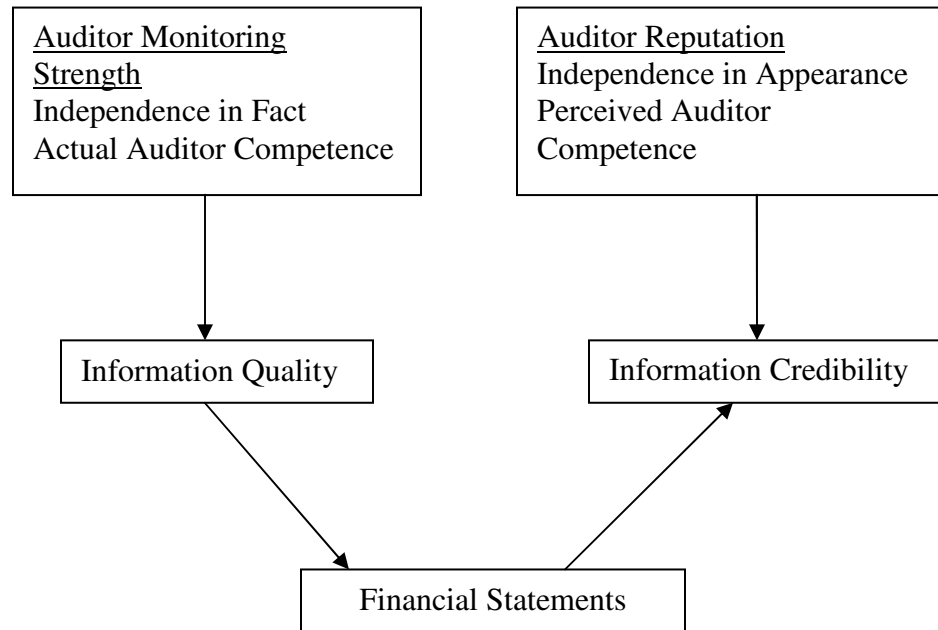 Auditor Monitoring
Strength
Independence in Fact
Actual Auditor Competence
Auditor Reputation
Independence in Appearance
Perceived Auditor
Competence
Information Quality
Information Credibility
Financial Statements